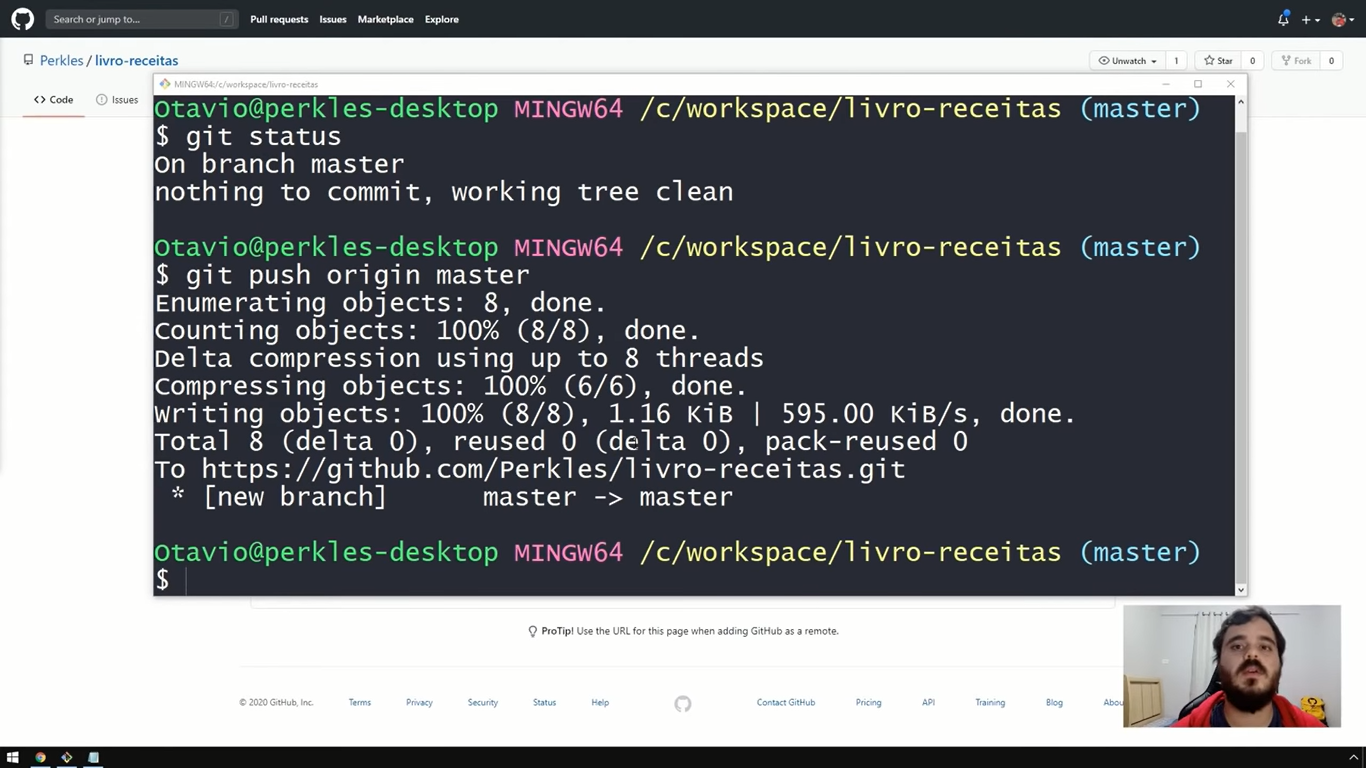 Search or jump to... /
Pull requests Issues Marketplace Explore
Perkles / livro-receitas
Unwatch 1 Star 0 Fork 0
MINGW64:/c/workspace/livro-receitas
Code Issues
Otavio@perkles-desktop MINGW64 /c/workspace/livro-receitas (master)
$ git status
On branch master
nothing to commit, working tree clean
Otavio@perkles-desktop MINGW64 /c/workspace/livro-receitas (master)
$ git push origin master
Enumerating objects: 8, done.
Counting objects: 100% (8/8), done.
Delta compression using up to 8 threads
Compressing objects: 100% (6/6), done.
Writing objects: 100% (8/8), 1.16 KiB | 595.00 KiB/s, done.
Total 8 (delta 0), reused 0 (delta 0), pack-reused 0
To https://github.com/Perkles/livro-receitas.git
* [new branch] master -> master
Otavio@perkles-desktop MINGW64 /c/workspace/livro-receitas (master)
$
ProTip! Use the URL for this page when adding GitHub as a remote.
© 2020 GitHub, Inc. Terms Privacy Security Status Help Contact GitHub Pricing API Training Blog Abou